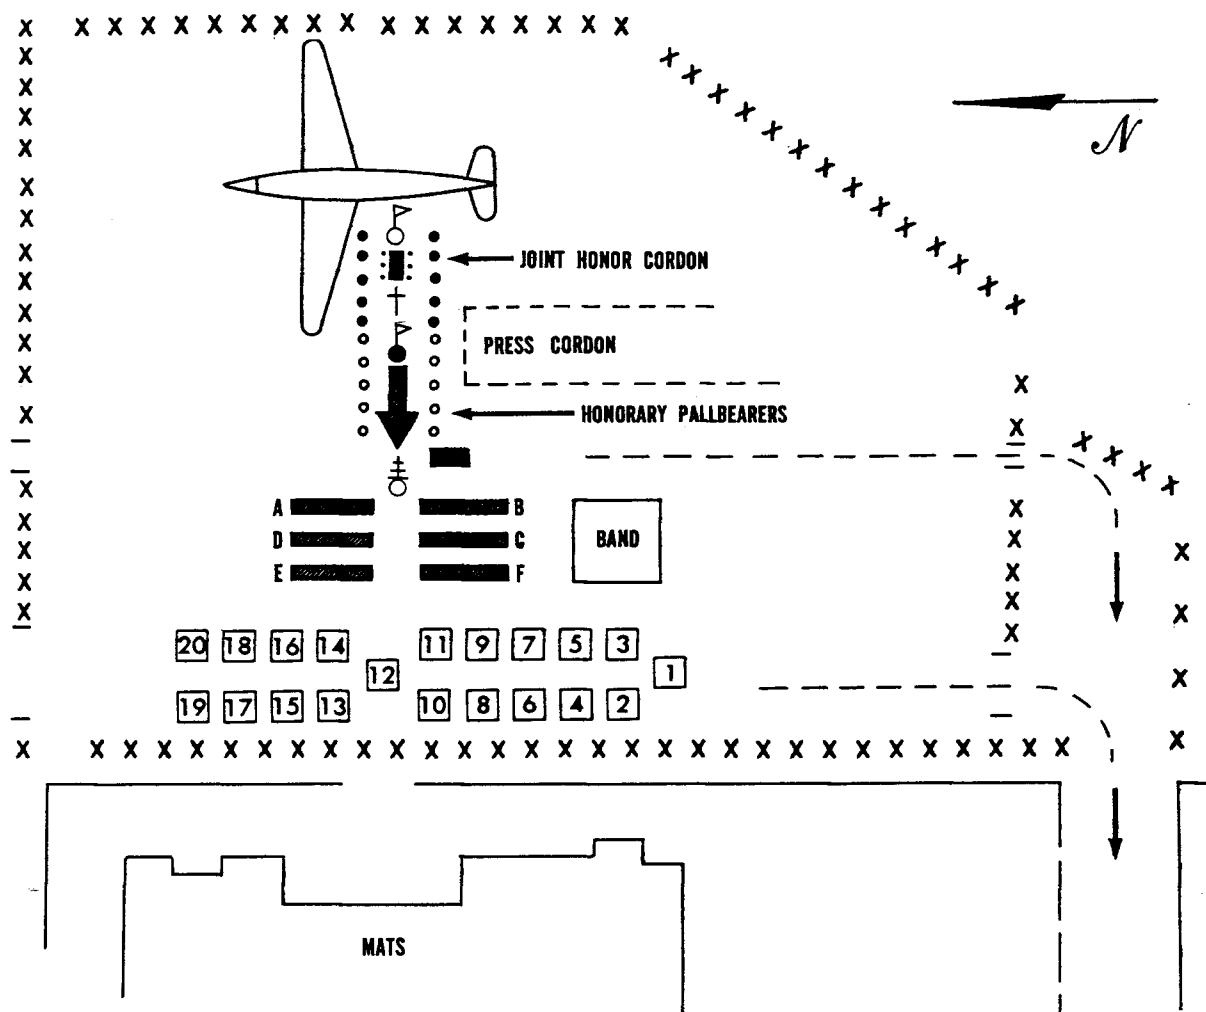 N
JOINT HONOR CORDON
PRESS CORDON
HONORARY PALLBEARERS
A B
D C BAND
E F
20 18 16 14 11 9 7 5 3
12 1
19 17 15 13 10 8 6 4 2
MATS